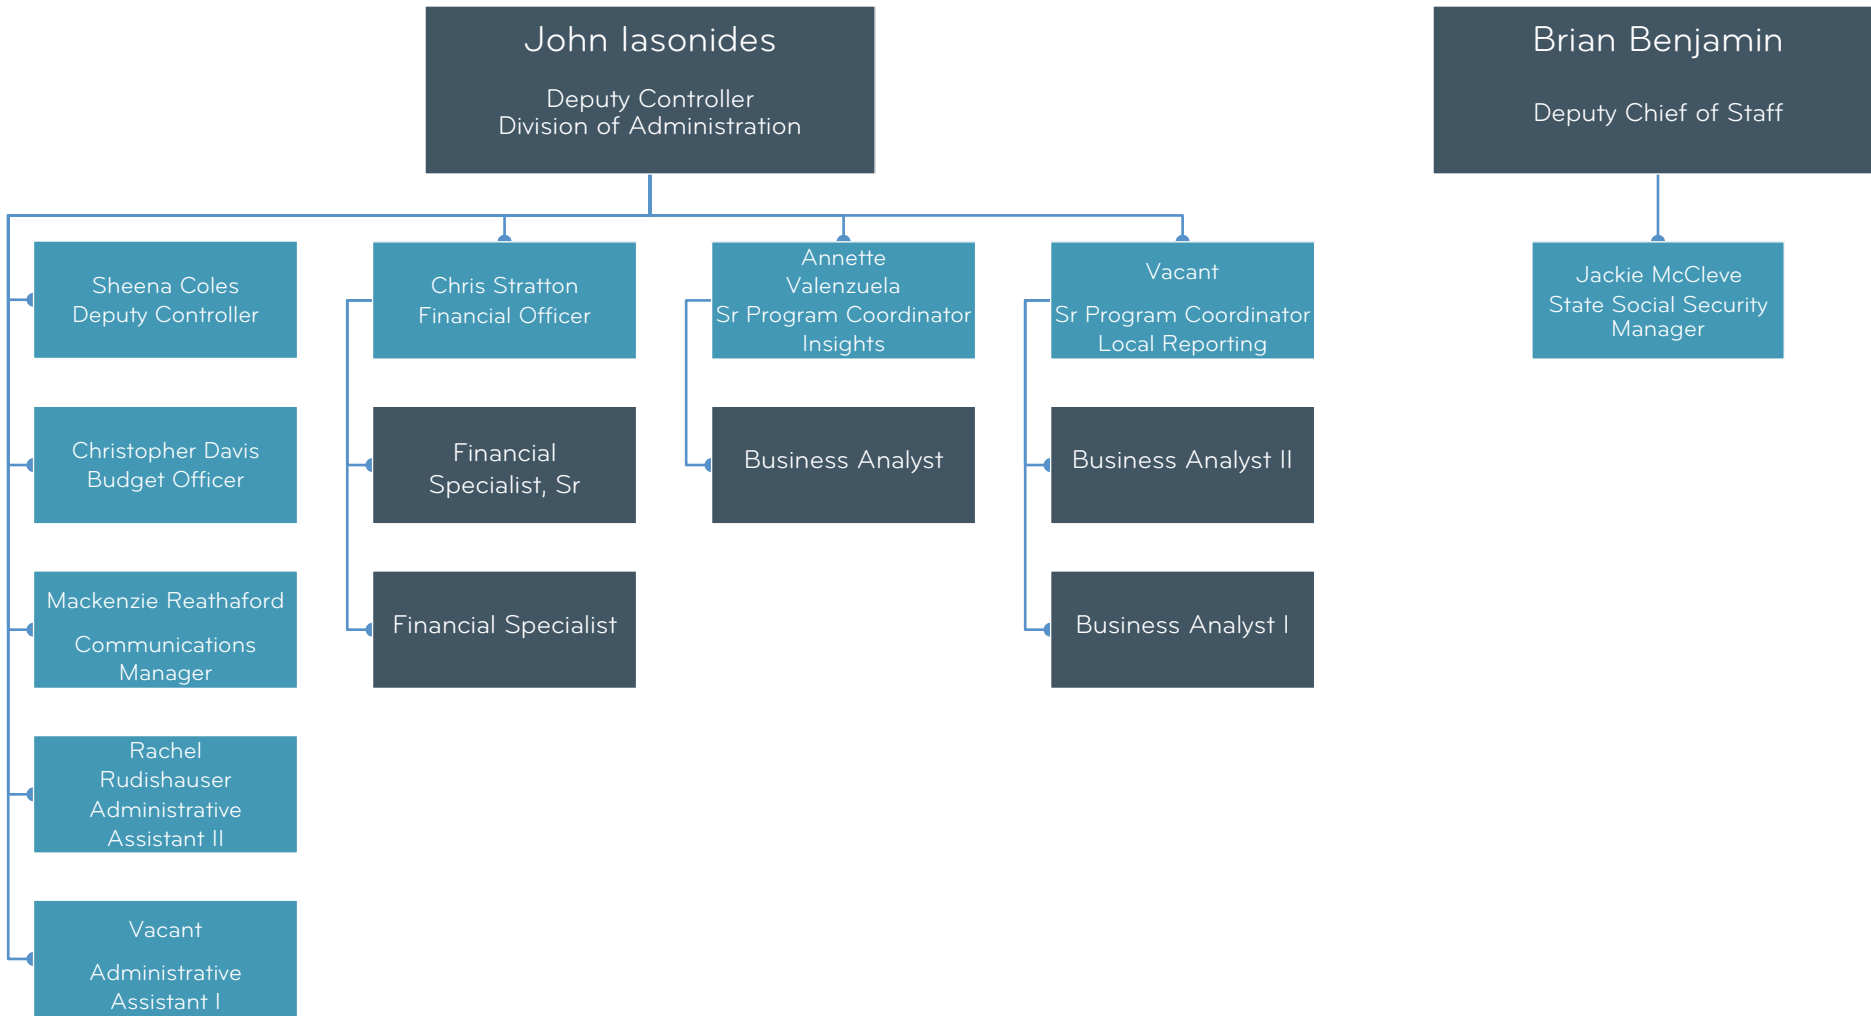 John Iasonides
Deputy Controller
Division of Administration
Brian Benjamin
Deputy Chief of Staff
Sheena Coles
Deputy Controller
Chris Stratton
Financial Officer
Annette
Valenzuela
Sr Program Coordinator
Insights
Vacant
Sr Program Coordinator
Local Reporting
Jackie McCleve
State Social Security
Manager
Christopher Davis
Budget Officer
Financial
Specialist, Sr
Business Analyst
Business Analyst II
Mackenzie Reathaford
Communications
Manager
Financial Specialist
Business Analyst I
Rachel
Rudishauser
Administrative
Assistant II
Vacant
Administrative
Assistant I